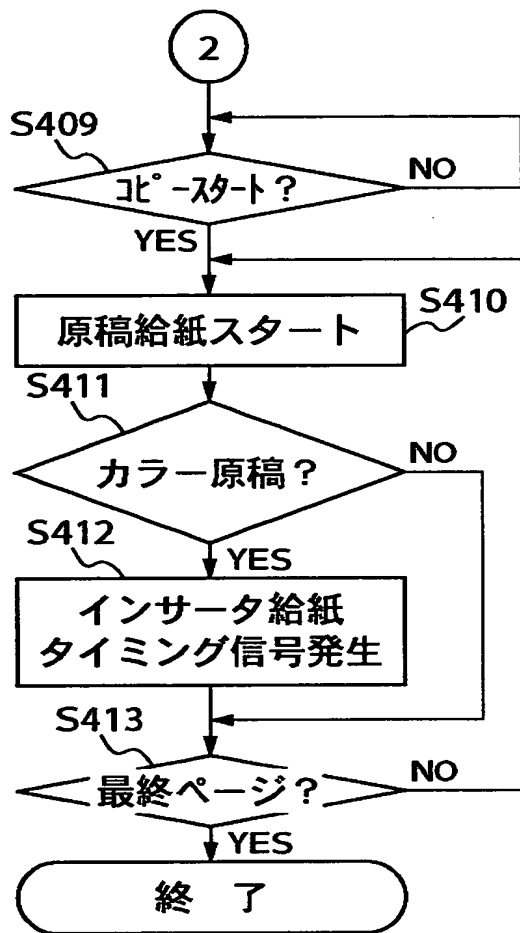 2
S409
コピースタート？
NO
YES
S410
原稿給紙スタート
S411
カラー原稿？
NO
S412
YES
インサータ給紙
タイミング信号発生
S413
最終ページ？
NO
YES
終 了